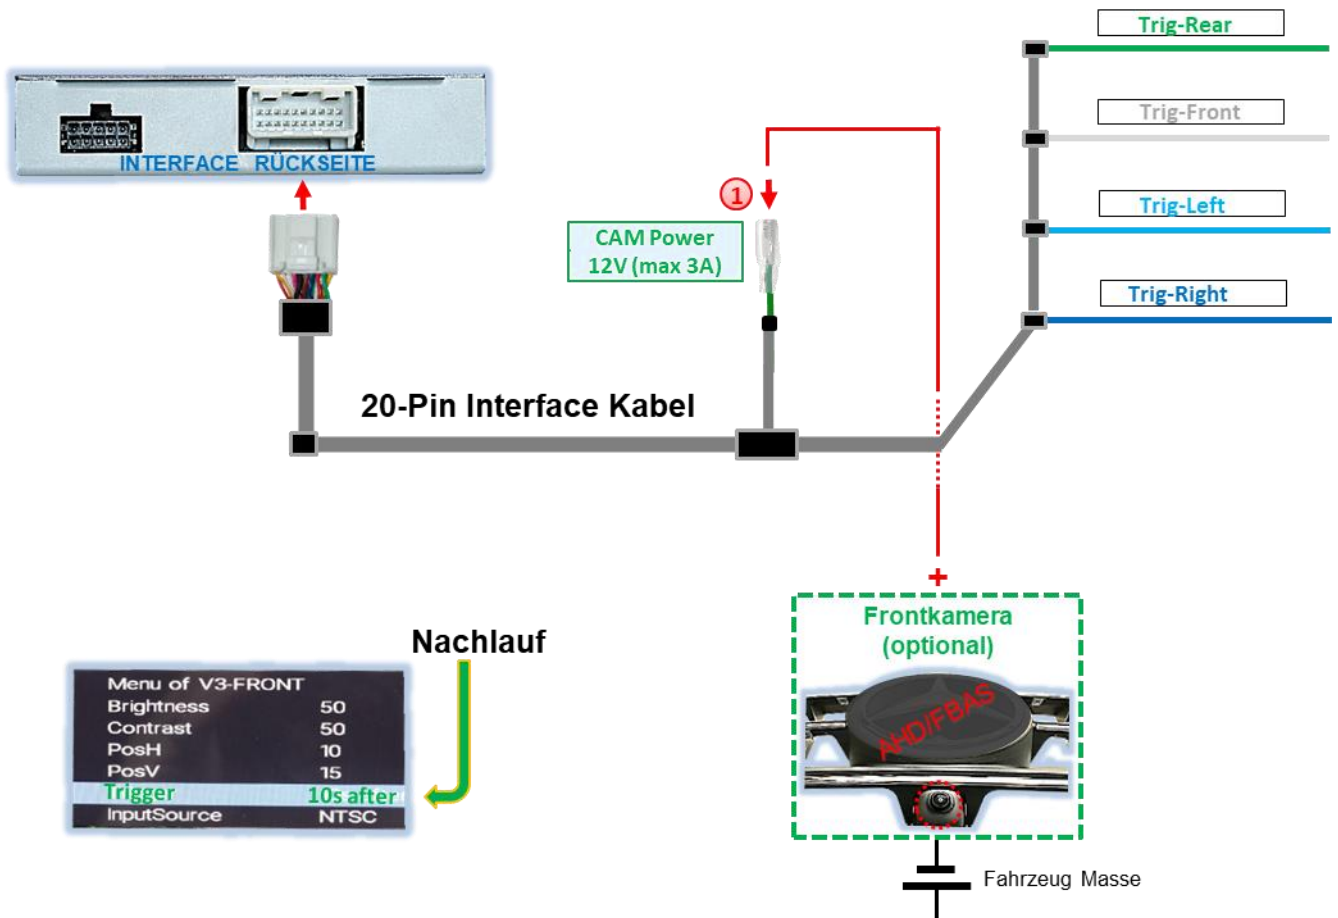 Trig-Rear
Trig-Front
Trig-Left
Trig-Right
INTERFACE RÜCKSEITE
1
CAM Power
12V (max 3A)
20-Pin Interface Kabel
+
Frontkamera
(optional)
AHD/FBAS
Fahrzeug Masse
Nachlauf
Menu of V3-FRONT
Brightness 50
Contrast 50
PosH 10
PosV 15
Trigger 10s after
InputSource NTSC